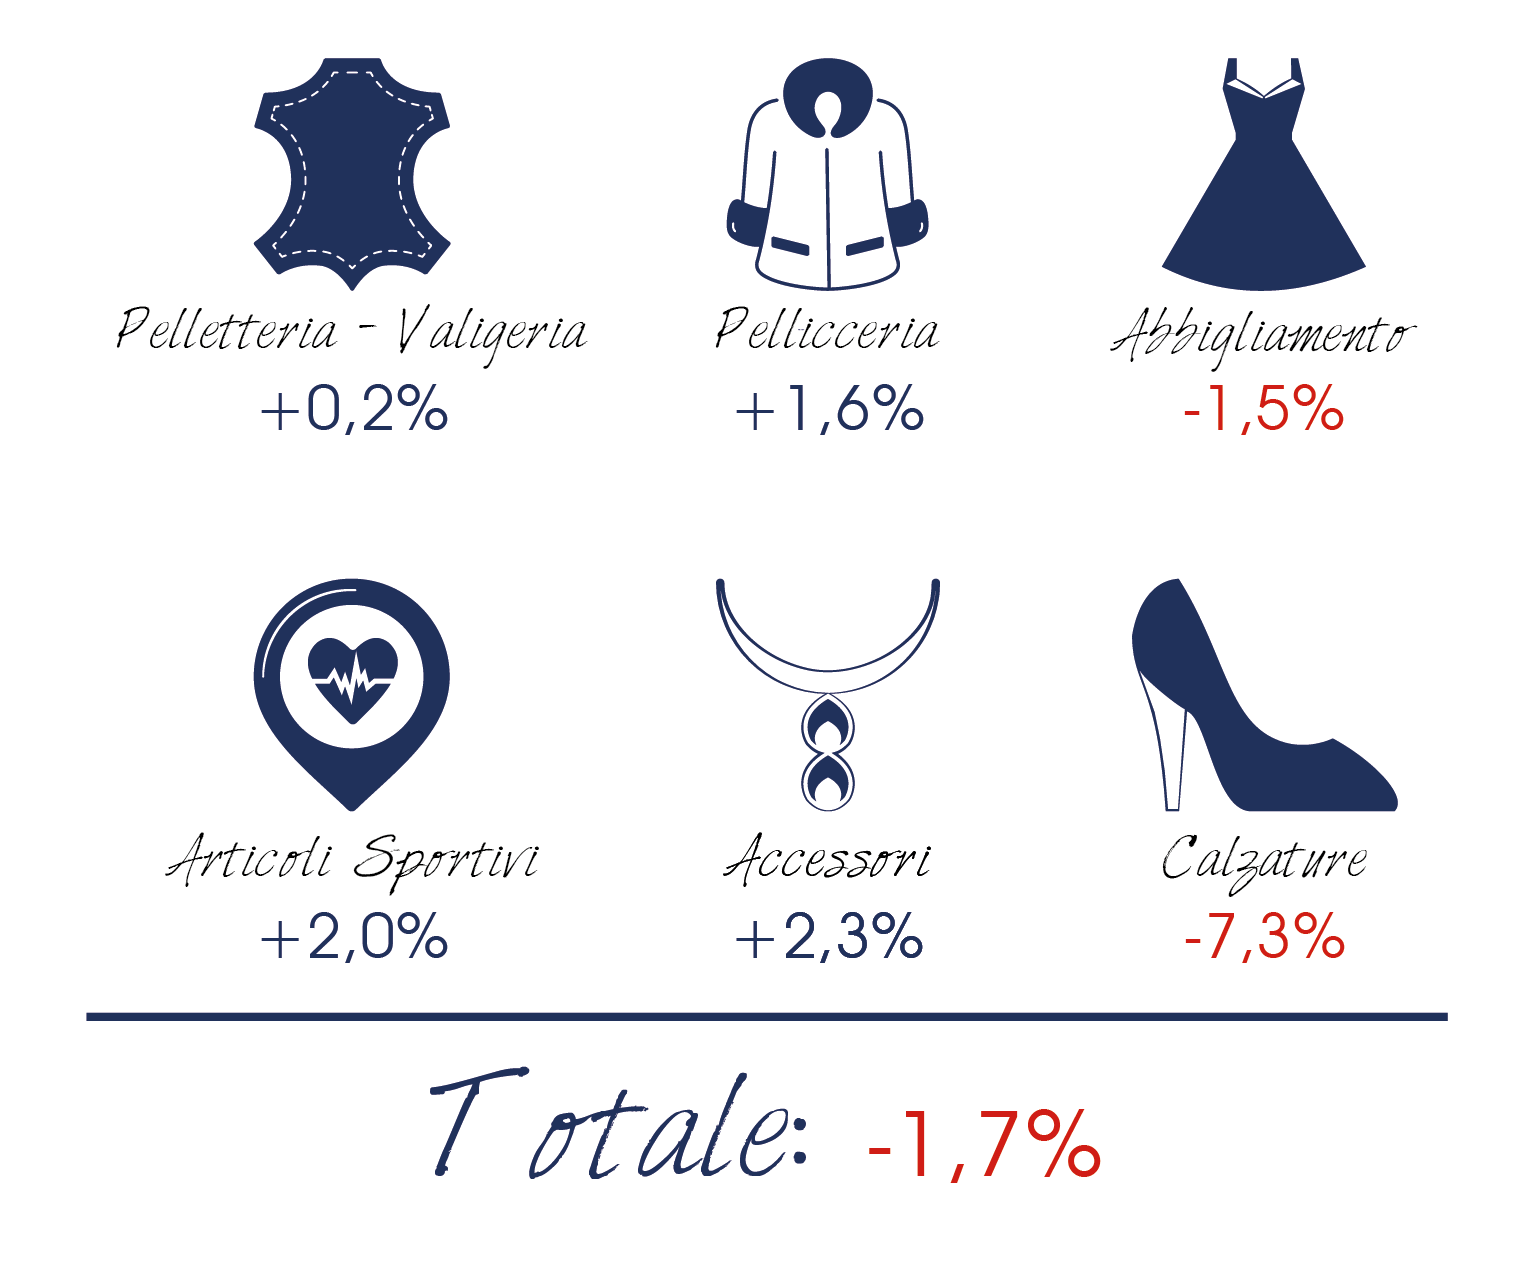 Pelletteria - Valigeria
+0,2%
Pellicceria
+1,6%
Abbigliamento
-1,5%
Articoli Sportivi
+2,0%
Accessori
+2,3%
Calzature
-7,3%
Totale: -1,7%